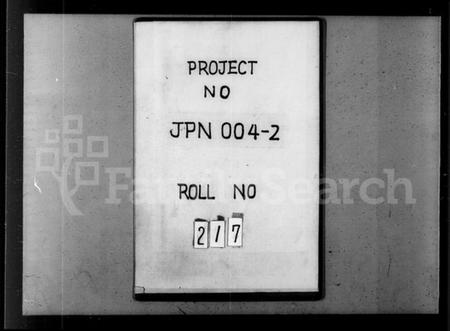 PROJECT
NO
JPN 004-2
FamilySearch
ROLL NO
217